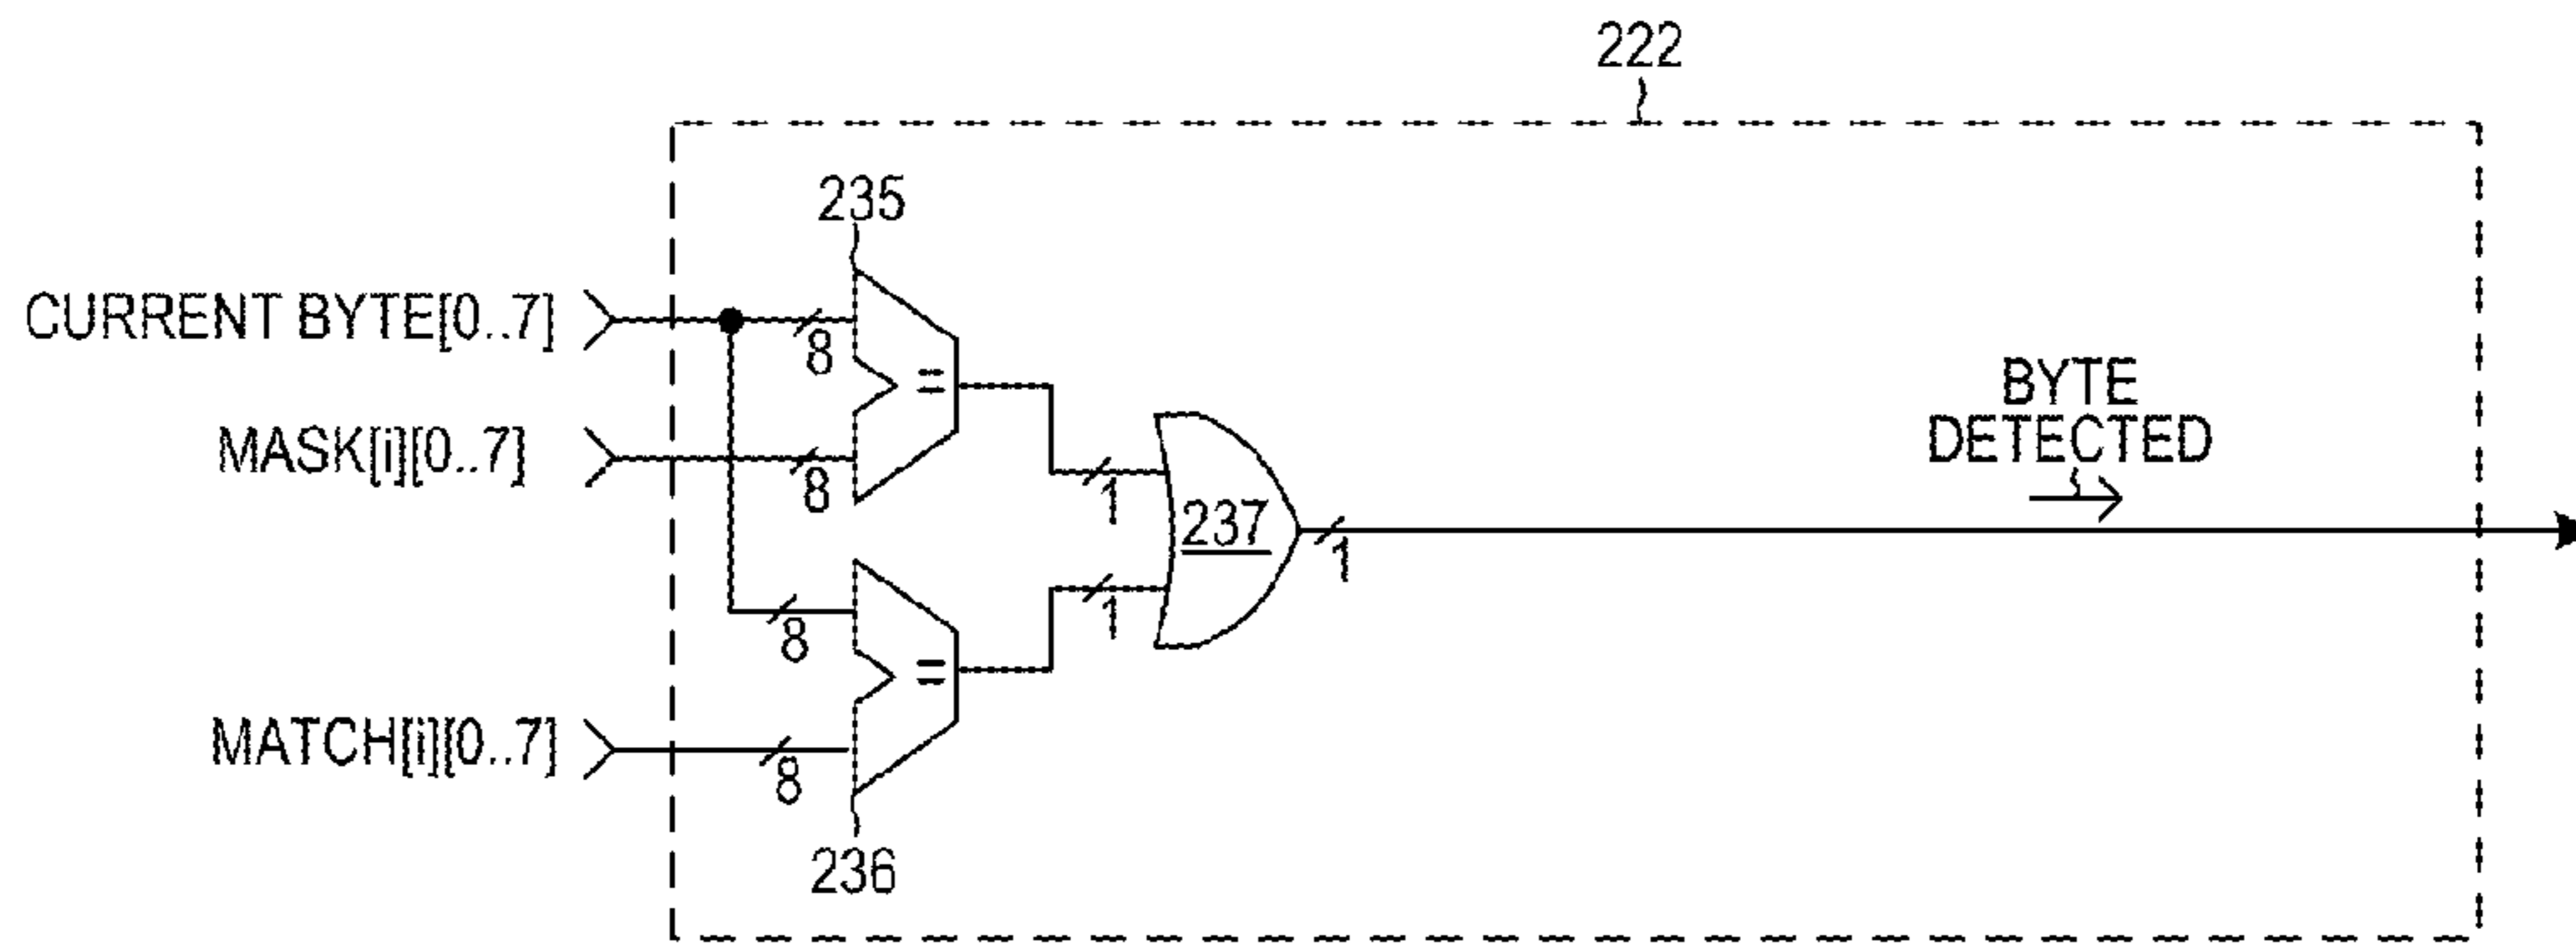 222
235
CURRENT BYTE[0..7]
8
=
MASK[i][0..7]
8
1
BYTE
DETECTED
237
1
1
8
=
MATCH[i][0..7]
8
236